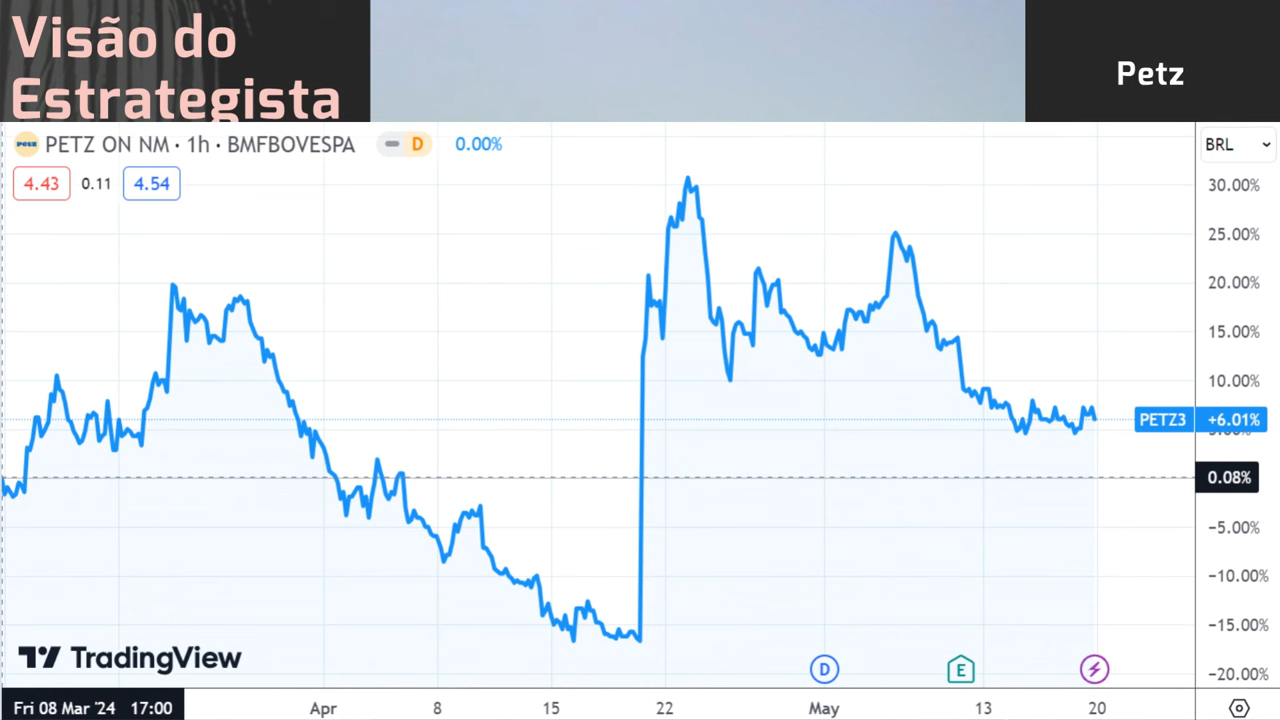 Visão do
Estrategista
Petz
PETZ ON NM · 1h · BMFBOVESPA
D
0.00%
BRL
4.43
0.11
4.54
30.00%
25.00%
20.00%
15.00%
10.00%
PETZ3
+6.01%
0.08%
−5.00%
−10.00%
−15.00%
−20.00%
TradingView
D
E
Fri 08 Mar '24 17:00
Apr
8
15
22
May
13
20